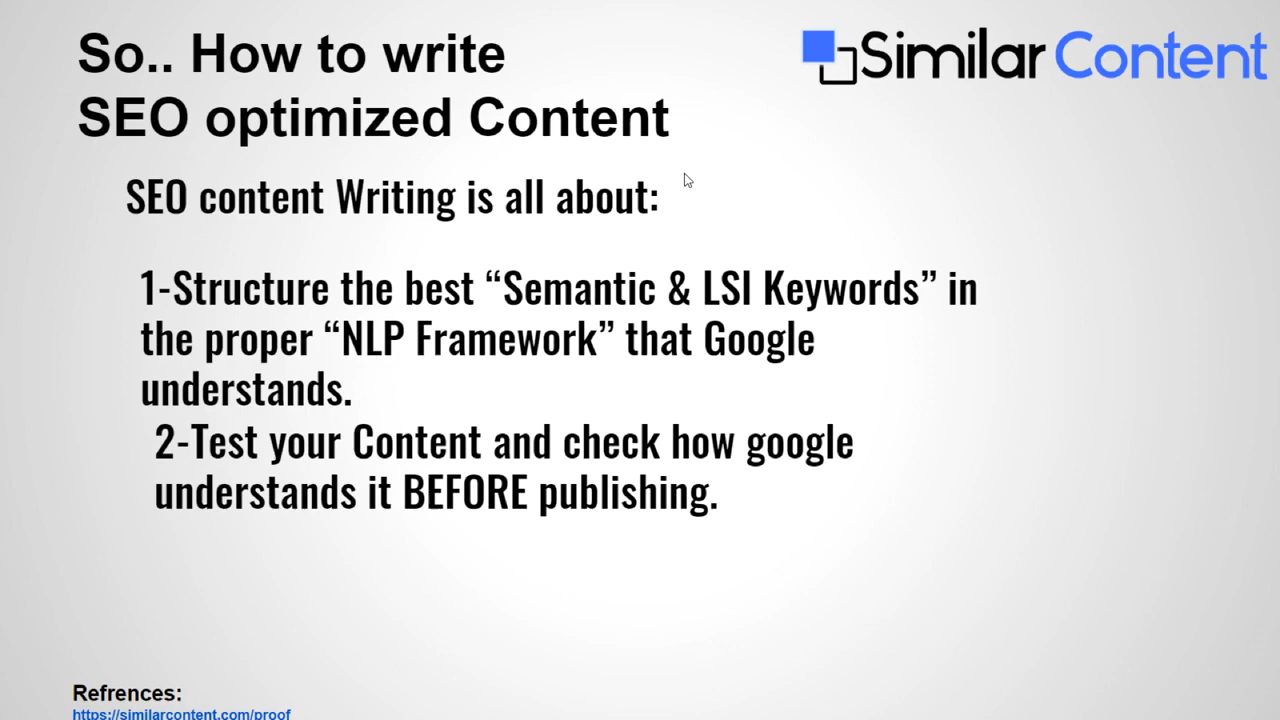 So.. How to write
SEO optimized Content
Similar Content
SEO content Writing is all about:
1-Structure the best “Semantic & LSI Keywords” in
the proper “NLP Framework” that Google
understands.
2-Test your Content and check how google
understands it BEFORE publishing.
Refrences:
https://similarcontent.com/proof